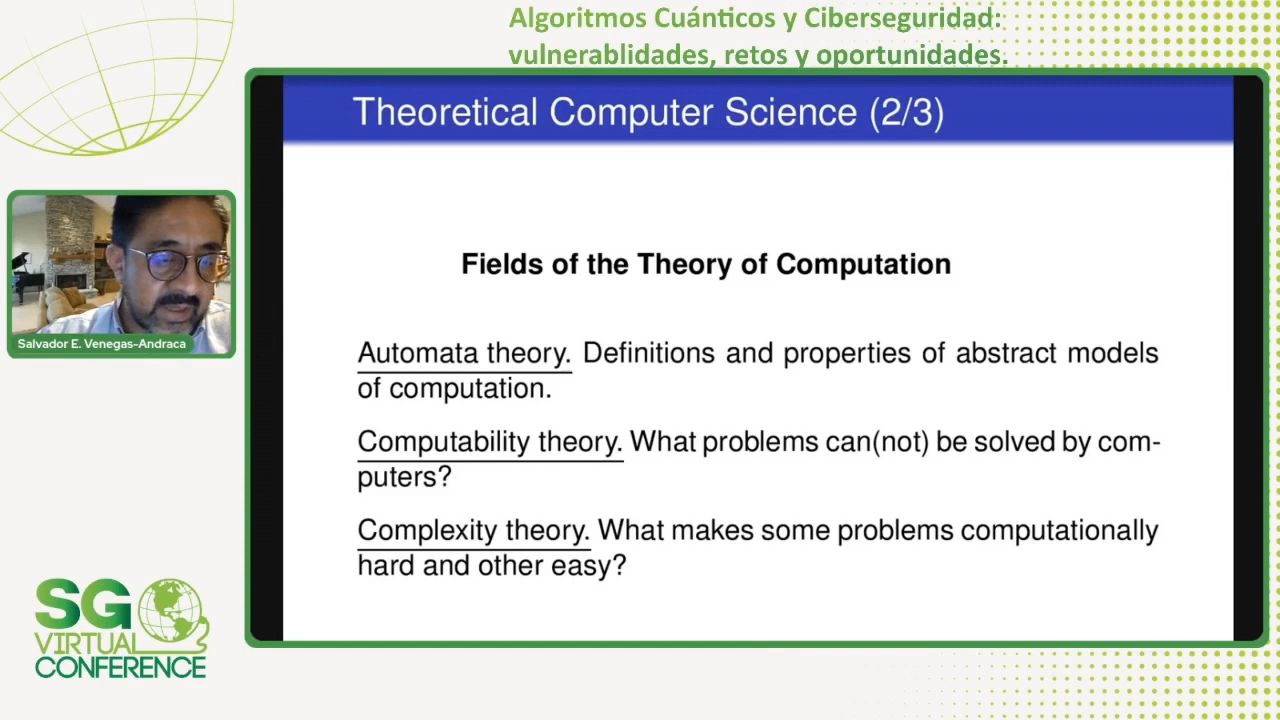 Algoritmos Cuánticos y Ciberseguridad:
vulnerablidades, retos y oportunidades.
Theoretical Computer Science (2/3)
Fields of the Theory of Computation
Automata theory. Definitions and properties of abstract models
of computation.
Computability theory. What problems can(not) be solved by com-
puters?
Complexity theory. What makes some problems computationally
hard and other easy?
Salvador E. Venegas-Andraca
SG
VIRTUAL
CONFERENCE